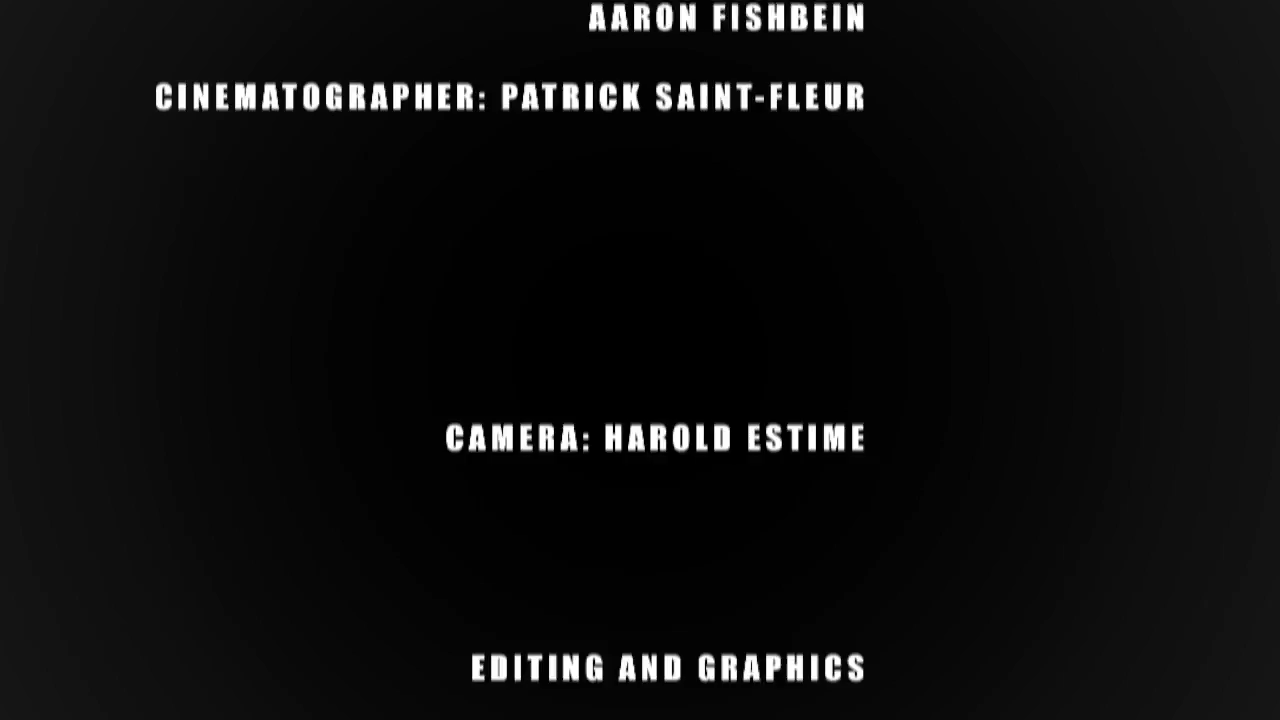 AARON FISHBEIN
CINEMATOGRAPHER: PATRICK SAINT-FLEUR
CAMERA: HAROLD ESTIME
EDITING AND GRAPHICS